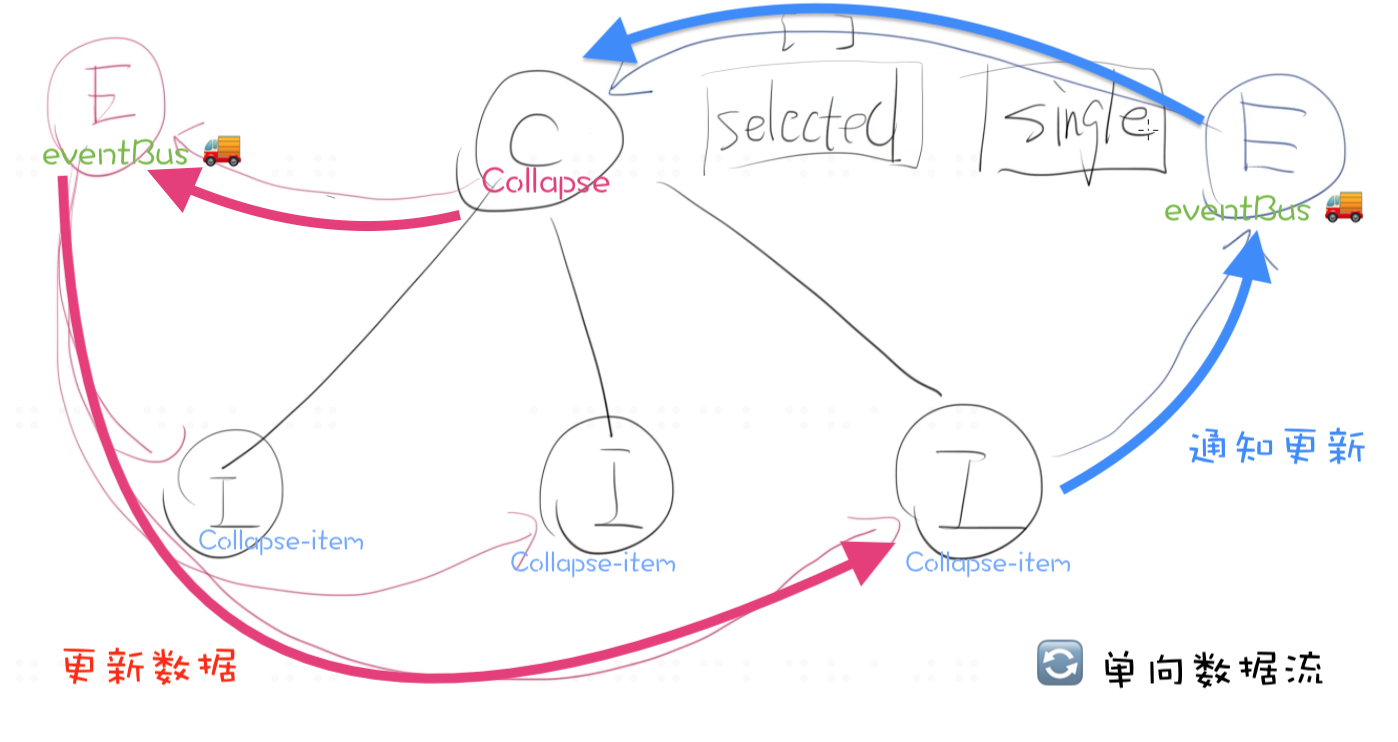 [ ]
E
eventBus
C
Collapse
selected
single
E
eventBus
通知更新
I
Collapse-item
I
Collapse-item
I
Collapse-item
更新数据
单向数据流